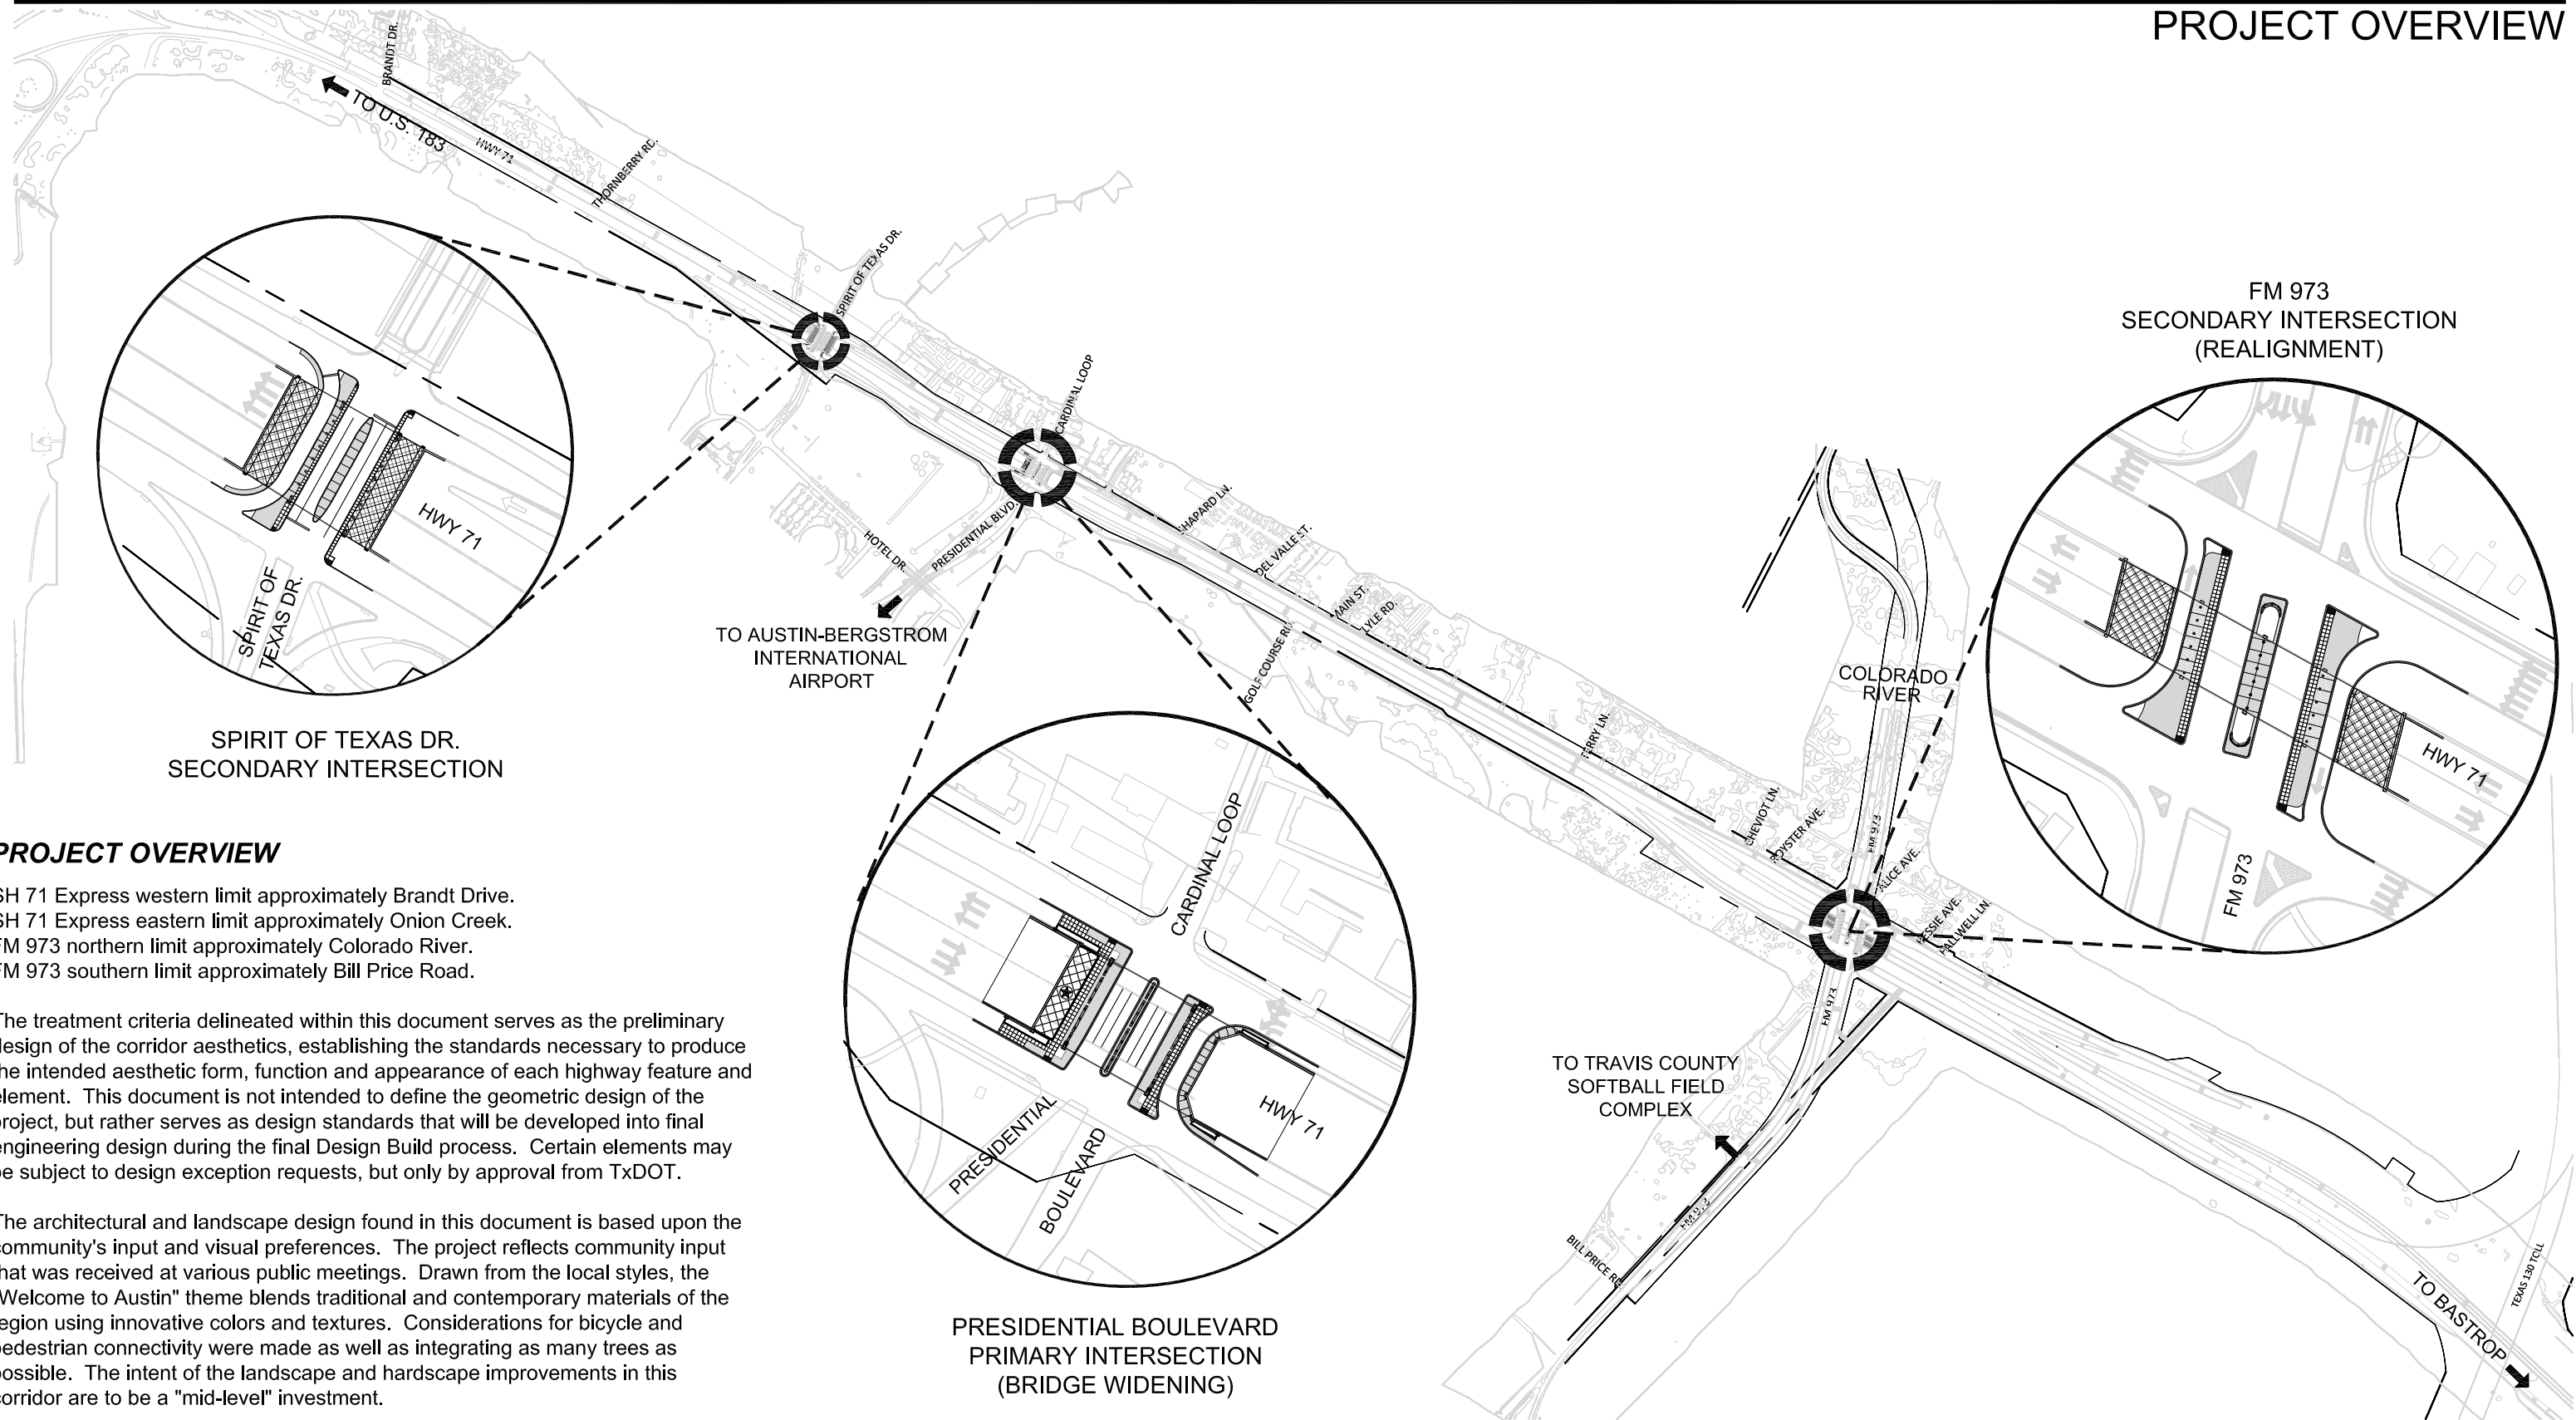 PROJECT OVERVIEW
BRANDT DR.
TO U.S. 183
HWY 71
THORNBERRY RD.
SPIRIT OF TEXAS DR.
CARDINAL LOOP
HWY 71
SPIRIT OF
TEXAS DR.
SPIRIT OF TEXAS DR.
SECONDARY INTERSECTION
HOTEL DR.
PRESIDENTIAL BLVD.
TO AUSTIN-BERGSTROM
INTERNATIONAL
AIRPORT
SHAPARD LN.
DEL VALLE ST.
MAIN ST.
LYLE RD.
GOLF COURSE RD.
TERRY LN.
CHEVIOT LN.
ROYSTER AVE.
COLORADO
RIVER
FM 973
ALICE AVE.
FM 973
SECONDARY INTERSECTION
(REALIGNMENT)
HWY 71
FM 973
CARDINAL LOOP
HWY 71
PRESIDENTIAL
BOULEVARD
PRESIDENTIAL BOULEVARD
PRIMARY INTERSECTION
(BRIDGE WIDENING)
FM 973
TO TRAVIS COUNTY
SOFTBALL FIELD
COMPLEX
FM 973
BILL PRICE RD.
TO BASTROP
TEXAS 130 TOLL
PROJECT OVERVIEW
SH 71 Express western limit approximately Brandt Drive.
SH 71 Express eastern limit approximately Onion Creek.
FM 973 northern limit approximately Colorado River.
FM 973 southern limit approximately Bill Price Road.
The treatment criteria delineated within this document serves as the preliminary
design of the corridor aesthetics, establishing the standards necessary to produce
the intended aesthetic form, function and appearance of each highway feature and
element. This document is not intended to define the geometric design of the
project, but rather serves as design standards that will be developed into final
engineering design during the final Design Build process. Certain elements may
be subject to design exception requests, but only by approval from TxDOT.
The architectural and landscape design found in this document is based upon the
community's input and visual preferences. The project reflects community input
that was received at various public meetings. Drawn from the local styles, the
"Welcome to Austin" theme blends traditional and contemporary materials of the
region using innovative colors and textures. Considerations for bicycle and
pedestrian connectivity were made as well as integrating as many trees as
possible. The intent of the landscape and hardscape improvements in this
corridor are to be a "mid-level" investment.